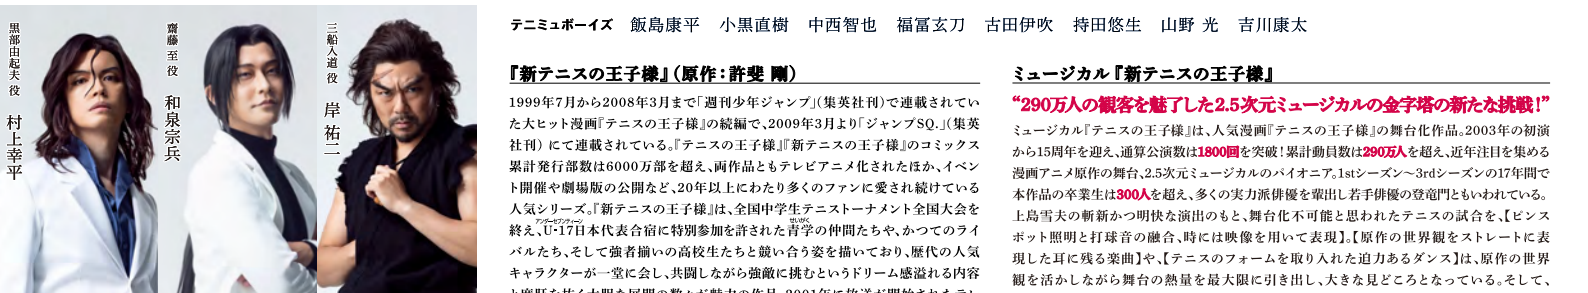 黒部由起夫 役 村上幸平
齋藤 至 役 和泉宗兵
三船入道 役 岸 祐二
テニミュボーイズ 飯島康平 小黒直樹 中西智也 福冨玄刀 古田伊吹 持田悠生 山野 光 吉川康太
『新テニスの王子様』（原作：許斐 剛）
1999年7月から2008年3月まで「週刊少年ジャンプ」（集英社刊）で連載されてい
た大ヒット漫画『テニスの王子様』の続編で、2009年3月より「ジャンプSQ.」（集英
社刊）にて連載されている。『テニスの王子様』『新テニスの王子様』のコミックス
累計発行部数は6000万部を超え、両作品ともテレビアニメ化されたほか、イベン
ト開催や劇場版の公開など、20年以上にわたり多くのファンに愛され続けている
人気シリーズ。『新テニスの王子様』は、全国中学生テニストーナメント全国大会を
アンダーセブンティーン せいがく
終え、U-17日本代表合宿に特別参加を許された青学の仲間たちや、かつてのライ
バルたち、そして強者揃いの高校生たちと競い合う姿を描いており、歴代の人気
キャラクターが一堂に会し、共闘しながら強敵に挑むというドリーム感溢れる内容
ミュージカル『新テニスの王子様』
“290万人の観客を魅了した2.5次元ミュージカルの金字塔の新たな挑戦！”
ミュージカル『テニスの王子様』は、人気漫画『テニスの王子様』の舞台化作品。2003年の初演
から15周年を迎え、通算公演数は1800回を突破！累計動員数は290万人を超え、近年注目を集める
漫画アニメ原作の舞台、2.5次元ミュージカルのパイオニア。1stシーズン～3rdシーズンの17年間で
本作品の卒業生は300人を超え、多くの実力派俳優を輩出し若手俳優の登竜門ともいわれている。
上島雪夫の斬新かつ明快な演出のもと、舞台化不可能と思われたテニスの試合を、【ピンス
ポット照明と打球音の融合、時には映像を用いて表現】。【原作の世界観をストレートに表
現した耳に残る楽曲】や、【テニスのフォームを取り入れた迫力あるダンス】は、原作の世界
観を活かしながら舞台の熱量を最大限に引き出し、大きな見どころとなっている。そして、